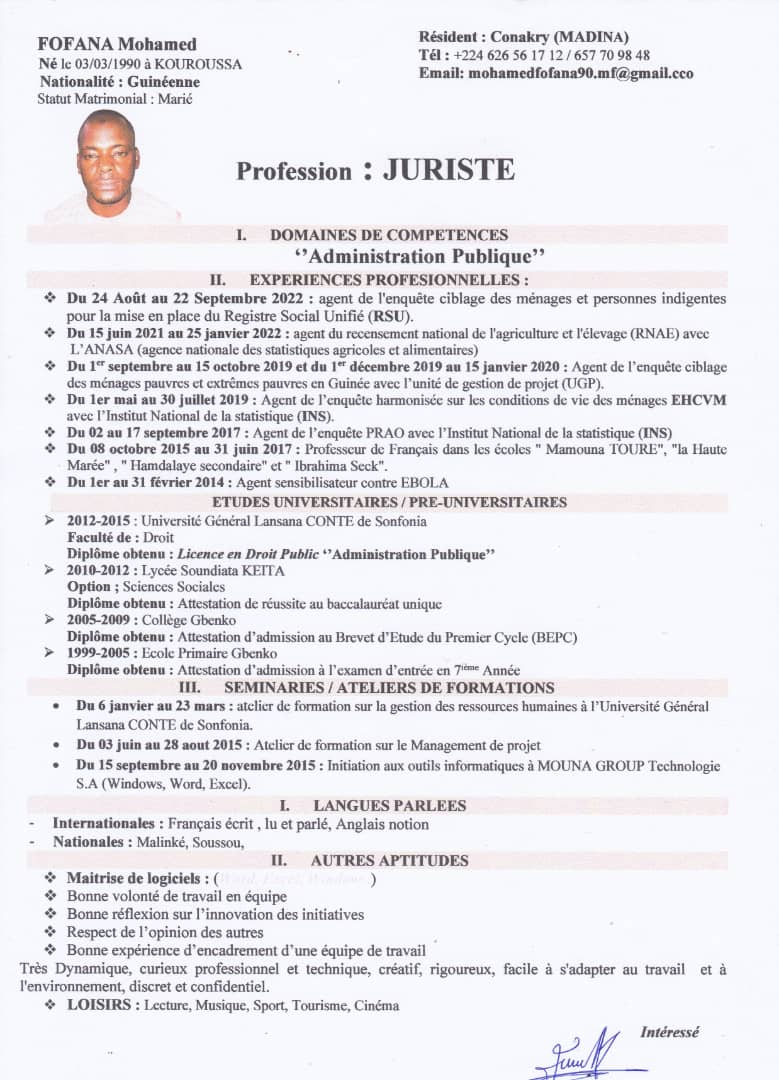 FOFANA Mohamed
Né le 03/03/1990 à KOUROUSSA
Nationalité : Guinéenne
Statut Matrimonial : Marié
Résident : Conakry (MADINA)
Tél : +224 626 56 17 12 / 657 70 98 48
Email: mohamedfofana90.mf@gmail.cco
Profession : JURISTE
I. DOMAINES DE COMPETENCES
‘’Administration Publique’’
II. EXPERIENCES PROFESIONNELLES :
❖ Du 24 Août au 22 Septembre 2022 : agent de l'enquête ciblage des ménages et personnes indigentes
pour la mise en place du Registre Social Unifié (RSU).
❖ Du 15 juin 2021 au 25 janvier 2022 : agent du recensement national de l'agriculture et l'élevage (RNAE) avec
L’ANASA (agence nationale des statistiques agricoles et alimentaires)
❖ Du 1er septembre au 15 octobre 2019 et du 1er décembre 2019 au 15 janvier 2020 : Agent de l’enquête ciblage
des ménages pauvres et extrêmes pauvres en Guinée avec l’unité de gestion de projet (UGP).
❖ Du 1er mai au 30 juillet 2019 : Agent de l’enquête harmonisée sur les conditions de vie des ménages EHCVM
avec l’Institut National de la statistique (INS).
❖ Du 02 au 17 septembre 2017 : Agent de l’enquête PRAO avec l’Institut National de la statistique (INS)
❖ Du 08 octobre 2015 au 31 juin 2017 : Professeur de Français dans les écoles " Mamouna TOURE", "la Haute
Marée" , " Hamdalaye secondaire" et " Ibrahima Seck".
❖ Du 1er au 31 février 2014 : Agent sensibilisateur contre EBOLA
ETUDES UNIVERSITAIRES / PRE-UNIVERSITAIRES
➢ 2012-2015 : Université Général Lansana CONTE de Sonfonia
Faculté de : Droit
Diplôme obtenu : Licence en Droit Public ‘’Administration Publique’’
➢ 2010-2012 : Lycée Soundiata KEITA
Option ; Sciences Sociales
Diplôme obtenu : Attestation de réussite au baccalauréat unique
➢ 2005-2009 : Collège Gbenko
Diplôme obtenu : Attestation d’admission au Brevet d’Etude du Premier Cycle (BEPC)
➢ 1999-2005 : Ecole Primaire Gbenko
Diplôme obtenu : Attestation d’admission à l’examen d’entrée en 7ième Année
III. SEMINARIES / ATELIERS DE FORMATIONS
• Du 6 janvier au 23 mars : atelier de formation sur la gestion des ressources humaines à l’Université Général
Lansana CONTE de Sonfonia.
• Du 03 juin au 28 aout 2015 : Atelier de formation sur le Management de projet
• Du 15 septembre au 20 novembre 2015 : Initiation aux outils informatiques à MOUNA GROUP Technologie
S.A (Windows, Word, Excel).
I. LANGUES PARLEES
- Internationales : Français écrit , lu et parlé, Anglais notion
- Nationales : Malinké, Soussou,
II. AUTRES APTITUDES
❖ Maitrise de logiciels : (Word, Excel, Windows )
❖ Bonne volonté de travail en équipe
❖ Bonne réflexion sur l’innovation des initiatives
❖ Respect de l’opinion des autres
❖ Bonne expérience d’encadrement d’une équipe de travail
Très Dynamique, curieux professionnel et technique, créatif, rigoureux, facile à s'adapter au travail et à
l'environnement, discret et confidentiel.
❖ LOISIRS : Lecture, Musique, Sport, Tourisme, Cinéma
Intéressé